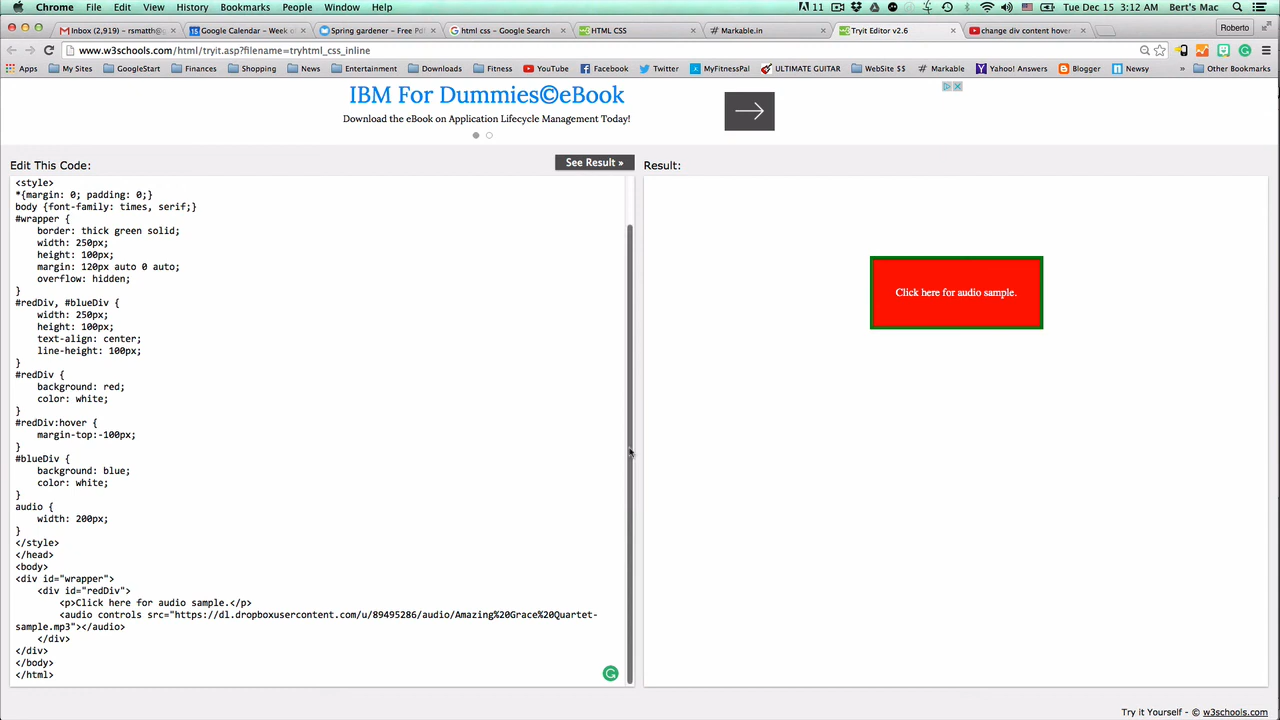 Chrome File Edit View History Bookmarks People Window Help 11 Tue Dec 15 3:12 AM Bert's Mac
Inbox (2,919) - rsmatth@g Google Calendar - Week o Spring gardener - Free Pd html css - Google Search HTML CSS Markable.in Tryit Editor v2.6 change div content hover Roberto
www.w3schools.com/html/tryit.asp?filename=tryhtml_css_inline
Apps My Sites GoogleStart Finances Shopping News Entertainment Downloads Fitness YouTube Facebook Twitter MyFitnessPal ULTIMATE GUITAR WebSite $$ Markable Yahoo! Answers Blogger Newsy » Other Bookmarks
IBM For Dummies©eBook
Download the eBook on Application Lifecycle Management Today!
Edit This Code:
See Result »
Result:
<style>
*{margin: 0; padding: 0;}
body {font-family: times, serif;}
#wrapper {
border: thick green solid;
width: 250px;
height: 100px;
margin: 120px auto 0 auto;
overflow: hidden;
}
#redDiv, #blueDiv {
width: 250px;
height: 100px;
text-align: center;
line-height: 100px;
}
#redDiv {
background: red;
color: white;
}
#redDiv:hover {
margin-top:-100px;
}
#blueDiv {
background: blue;
color: white;
}
audio {
width: 200px;
}
</style>
</head>
<body>
<div id="wrapper">
<div id="redDiv">
<p>Click here for audio sample.</p>
<audio controls src="https://dl.dropboxusercontent.com/u/89495286/audio/Amazing%20Grace%20Quartet-
sample.mp3"></audio>
</div>
</div>
</body>
</html>
Click here for audio sample.
Try it Yourself - © w3schools.com